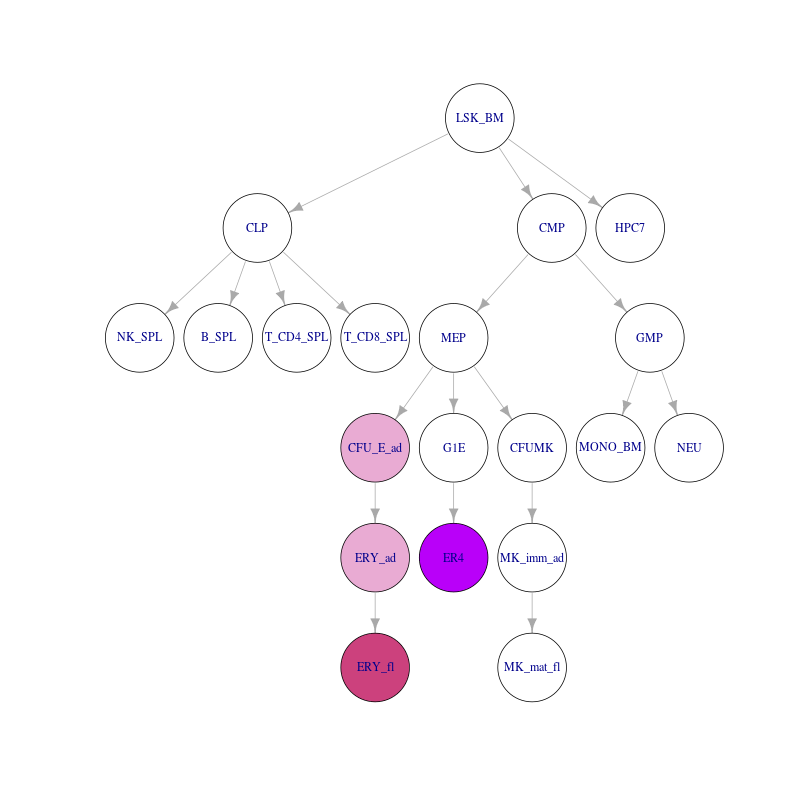 LSK_BM
CLP
CMP
HPC7
NK_SPL
B_SPL
T_CD4_SPL
T_CD8_SPL
MEP
GMP
CFU_E_ad
G1E
CFUMK
MONO_BM
NEU
ERY_ad
ER4
MK_imm_ad
ERY_fl
MK_mat_fl